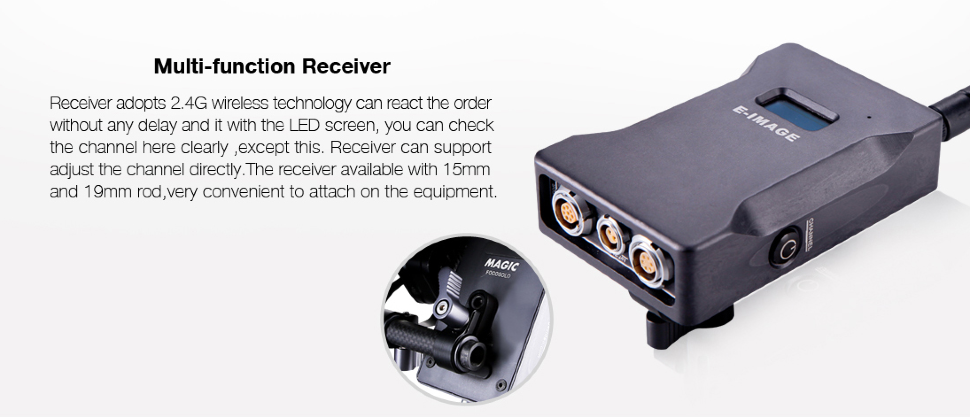 Multi-function Receiver
Receiver adopts 2.4G wireless technology can react the order
without any delay and it with the LED screen, you can check
the channel here clearly ,except this. Receiver can support
adjust the channel directly.The receiver available with 15mm
and 19mm rod,very convenient to attach on the equipment.
E-IMAGE
CHANNEL
MAGIC